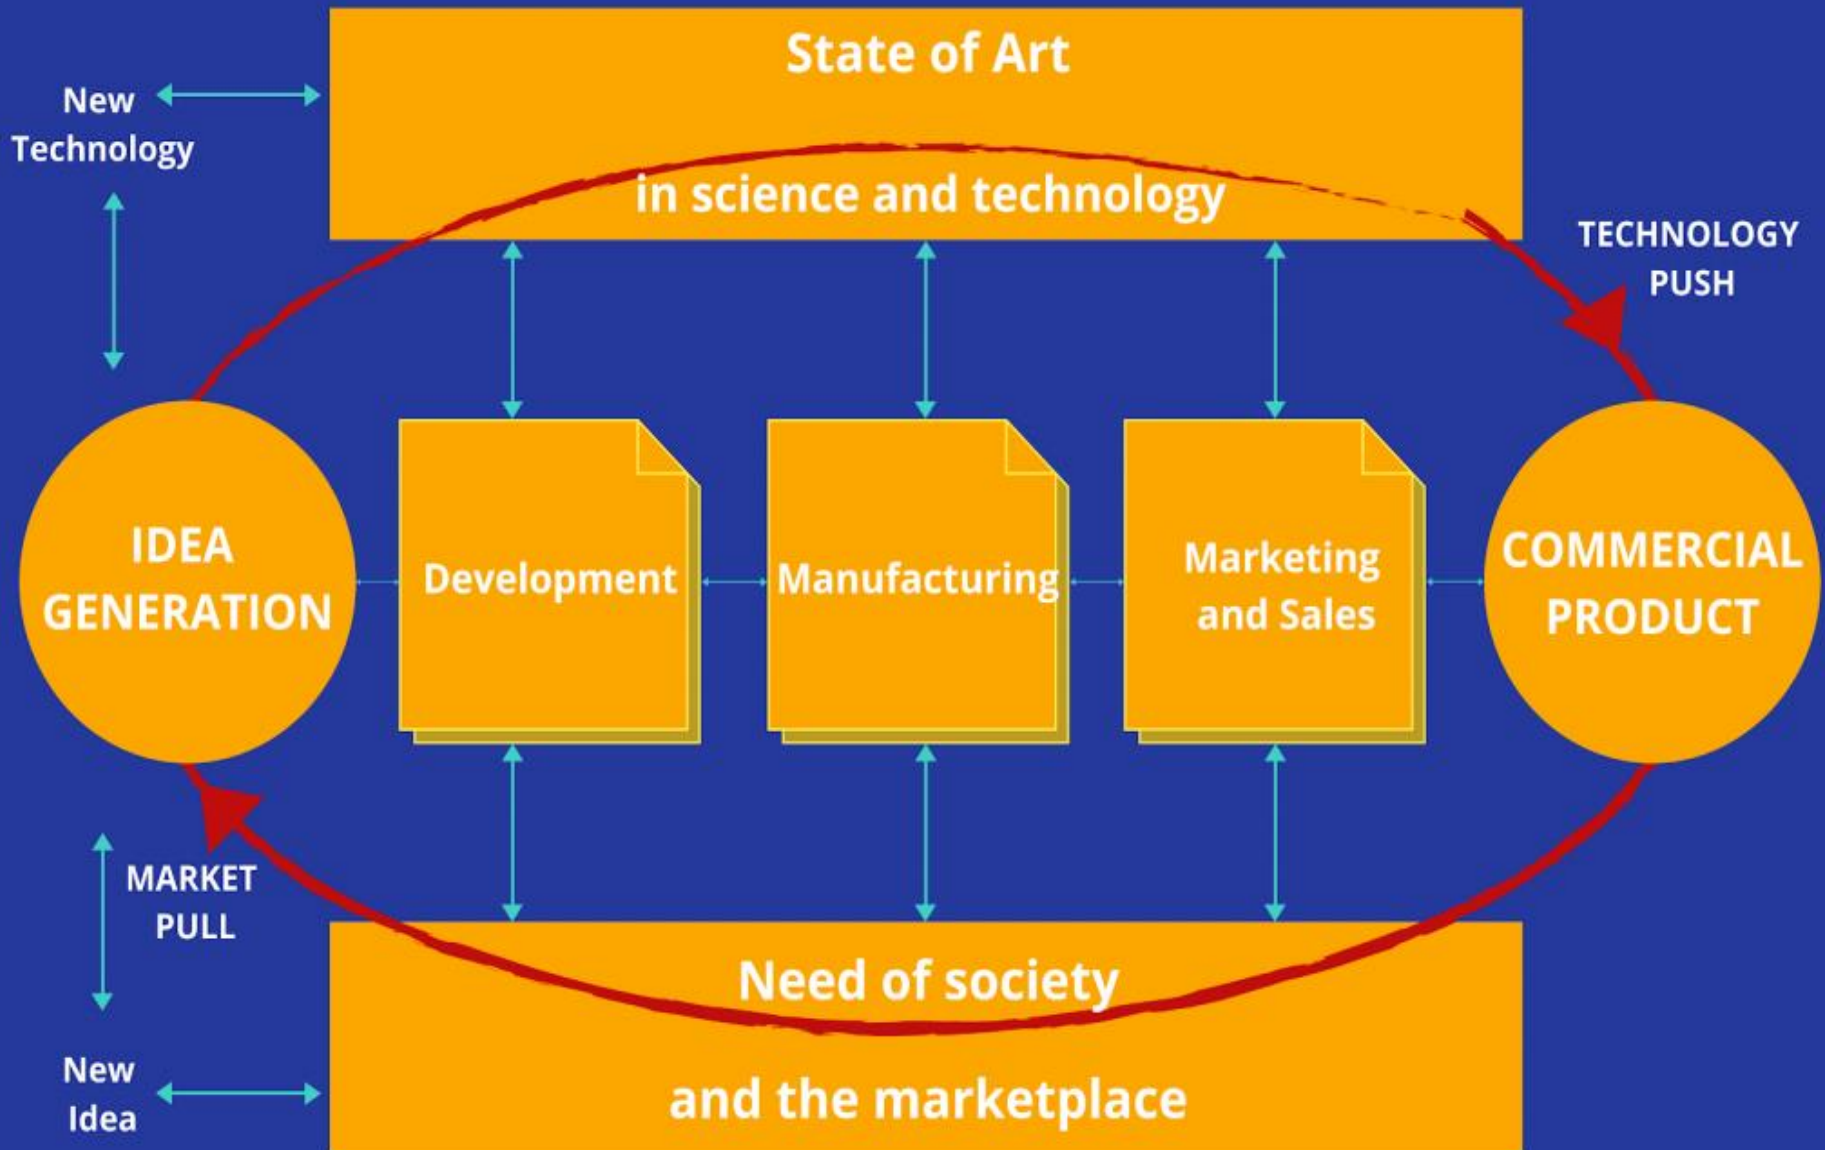 State of Art
in science and technology
New
Technology
TECHNOLOGY
PUSH
IDEA
GENERATION
Development
Manufacturing
Marketing
and Sales
COMMERCIAL
PRODUCT
MARKET
PULL
Need of society
and the marketplace
New
Idea